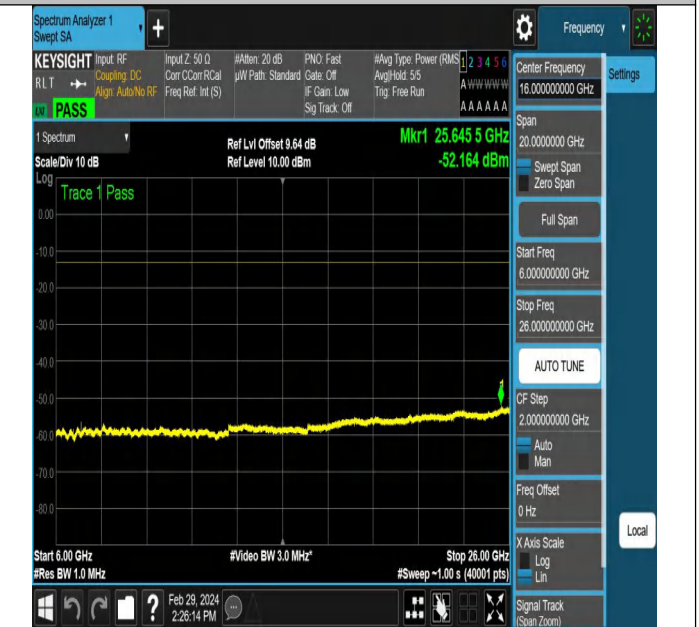 Spectrum Analyzer 1
Swept SA
+
Frequency
KEYSIGHT
RLT
PASS
Input: RF
Coupling: DC
Align: Auto/No RF
Input Z: 50 Ω
Corr CCorr RCal
Freq Ref: Int (S)
#Atten: 20 dB
µW Path: Standard
PNO: Fast
Gate: Off
IF Gain: Low
Sig Track: Off
#Avg Type: Power (RMS
Avg|Hold: 5/5
Trig: Free Run
1 2 3 4 5 6
A W W W W W
A A A A A A
1 Spectrum
Scale/Div 10 dB
Ref Lvl Offset 9.64 dB
Ref Level 10.00 dBm
Mkr1 25.645 5 GHz
-52.164 dBm
Log
Trace 1 Pass
0.00
-10.0
-20.0
-30.0
-40.0
-50.0
-60.0
-70.0
-80.0
Start 6.00 GHz
#Res BW 1.0 MHz
#Video BW 3.0 MHz*
Stop 26.00 GHz
#Sweep ~1.00 s (40001 pts)
Feb 29, 2024
2:26:14 PM
Center Frequency
16.000000000 GHz
Settings
Span
20.0000000 GHz
Swept Span
Zero Span
Full Span
Start Freq
6.000000000 GHz
Stop Freq
26.000000000 GHz
AUTO TUNE
CF Step
2.000000000 GHz
Auto
Man
Freq Offset
0 Hz
X Axis Scale
Log
Lin
Local
Signal Track
(Span Zoom)